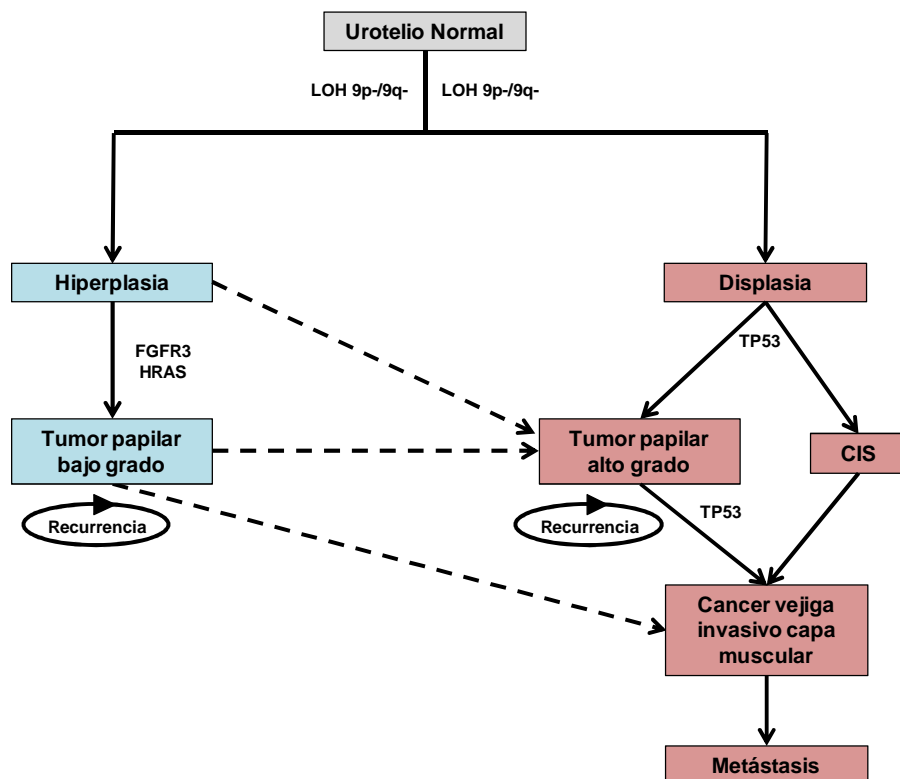 Urotelio Normal
LOH 9p-/9q-
LOH 9p-/9q-
Hiperplasia
Displasia
FGFR3
HRAS
TP53
Tumor papilar
bajo grado
Tumor papilar
alto grado
CIS
Recurrencia
Recurrencia
TP53
Cancer vejiga
invasivo capa
muscular
Metástasis